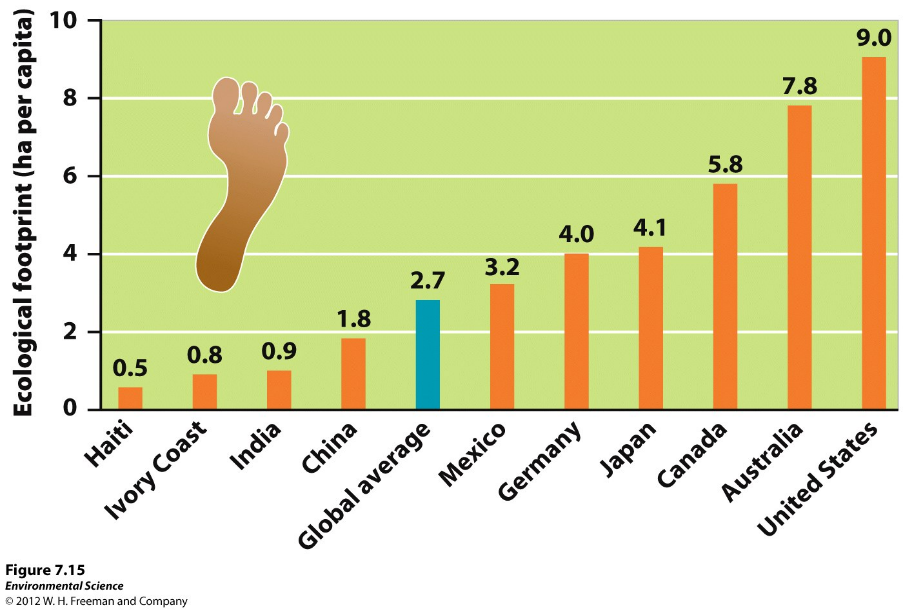 Ecological footprint (ha per capita)
10
8
6
4
2
0
0.5
0.8
0.9
1.8
2.7
3.2
4.0
4.1
5.8
7.8
9.0
Haiti
Ivory Coast
India
China
Global average
Mexico
Germany
Japan
Canada
Australia
United States
Figure 7.15
Environmental Science
© 2012 W. H. Freeman and Company